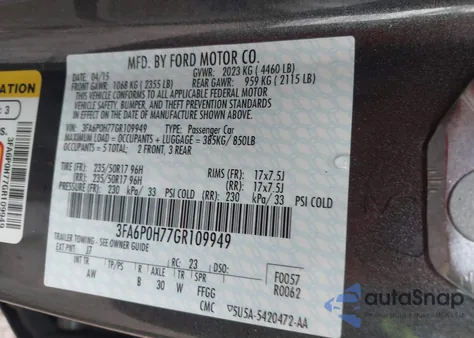 MFD. BY FORD MOTOR CO.
DATE: 04/15 GVWR: 2023 KG ( 4460 LB)
FRONT GAWR: 1068 KG ( 2355 LB) REAR GAWR: 959 KG ( 2115 LB)
THIS VEHICLE CONFORMS TO ALL APPLICABLE FEDERAL MOTOR
VEHICLE SAFETY, BUMPER, AND THEFT PREVENTION STANDARDS
IN EFFECT ON THE DATE OF MANUFACTURE SHOWN ABOVE.
VIN: 3FA6P0H77GR109949 TYPE: Passenger Car
MAXIMUM LOAD= OCCUPANTS + LUGGAGE = 385KG/ 850LB
OCCUPANTS = 5 TOTAL: 2 FRONT, 3 REAR
TIRE (FR): 235/50R17 96H RIMS (FR): 17x7.5J
(RR): 235/50R17 96H (RR): 17x7.5J
PRESSURE (FR): 230 kPa/ 33 PSI COLD (RR): 230 kPa/ 33 PSI COLD
3FA6P0H77GR109949
TRAILER TOWING - SEE OWNER GUIDE
EXT PNT: J7 RC: 23 DSO: F0057
INT TR TP/PS R AXLE TR SPR R0062
AW B 30 W FFGG
CMC 5U5A-5420472-AA
ATION
: 3
6P0H77GR109949
autoSnap